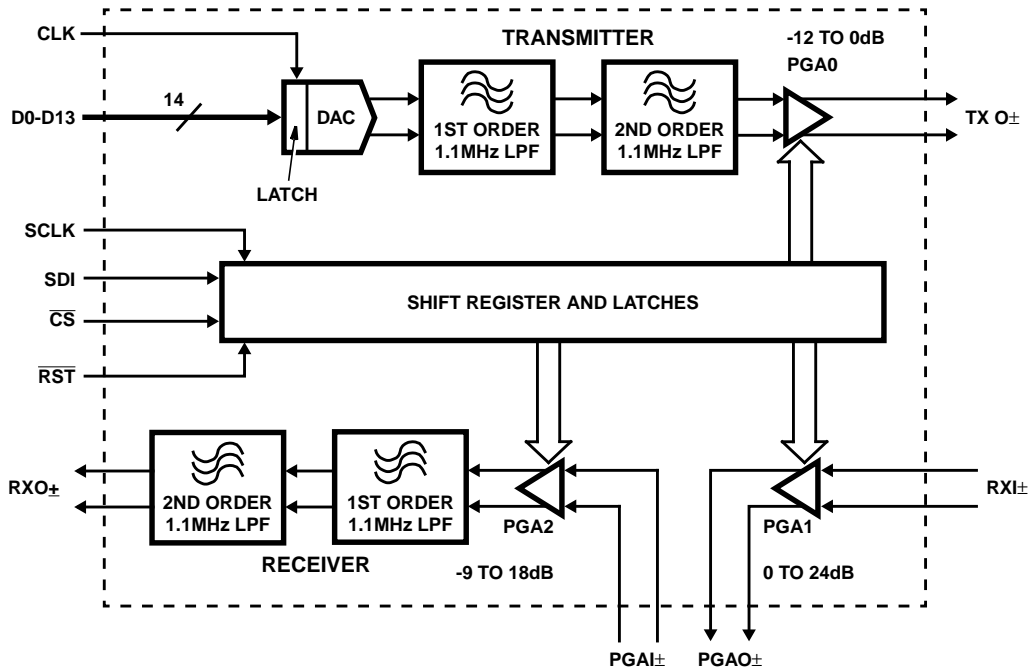 CLK
TRANSMITTER
-12 TO 0dB
PGA0
D0-D13
14
DAC
1ST ORDER
1.1MHz LPF
2ND ORDER
1.1MHz LPF
TX O±
LATCH
SCLK
SDI
CS
RST
SHIFT REGISTER AND LATCHES
RXO±
2ND ORDER
1.1MHz LPF
1ST ORDER
1.1MHz LPF
PGA2
PGA1
RXI±
RECEIVER
-9 TO 18dB
0 TO 24dB
PGAI±
PGAO±